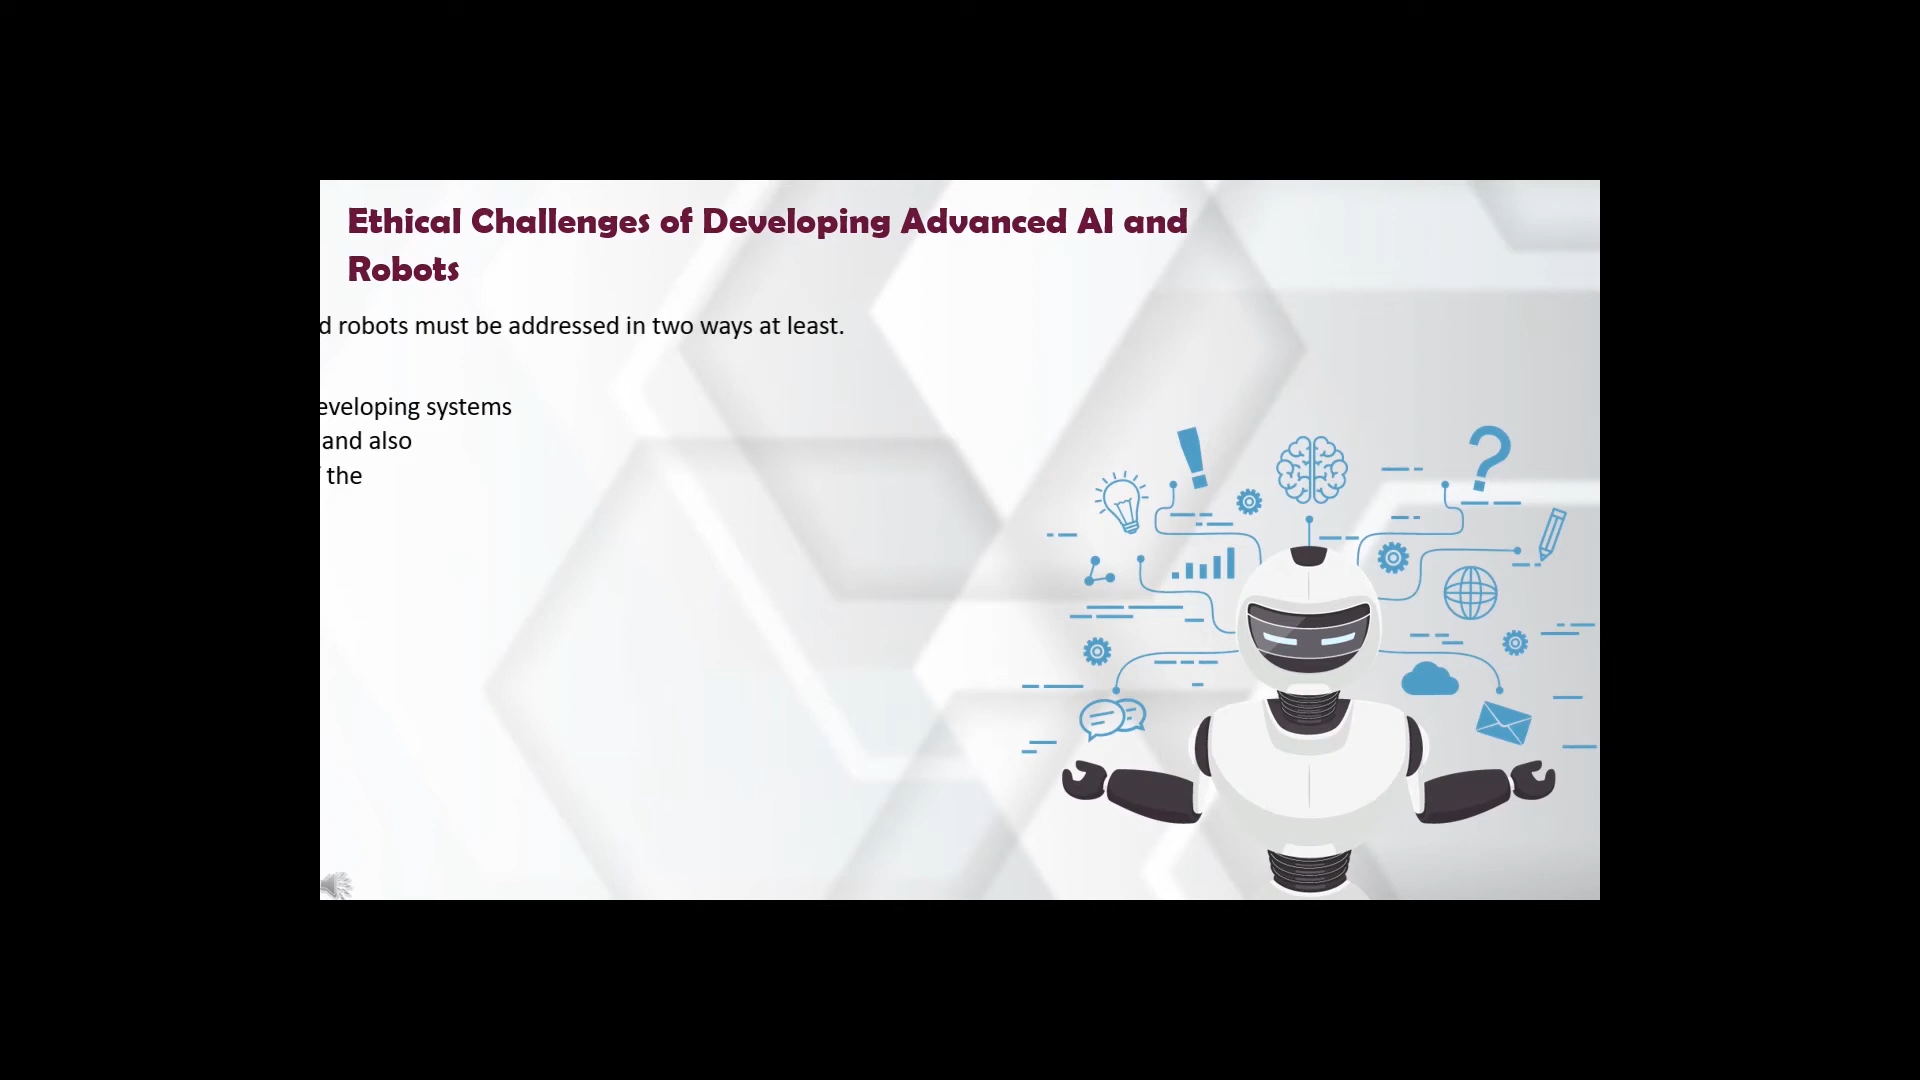 Ethical Challenges of Developing Advanced AI and
Robots
robots must be addressed in two ways at least.
systems
and also
the